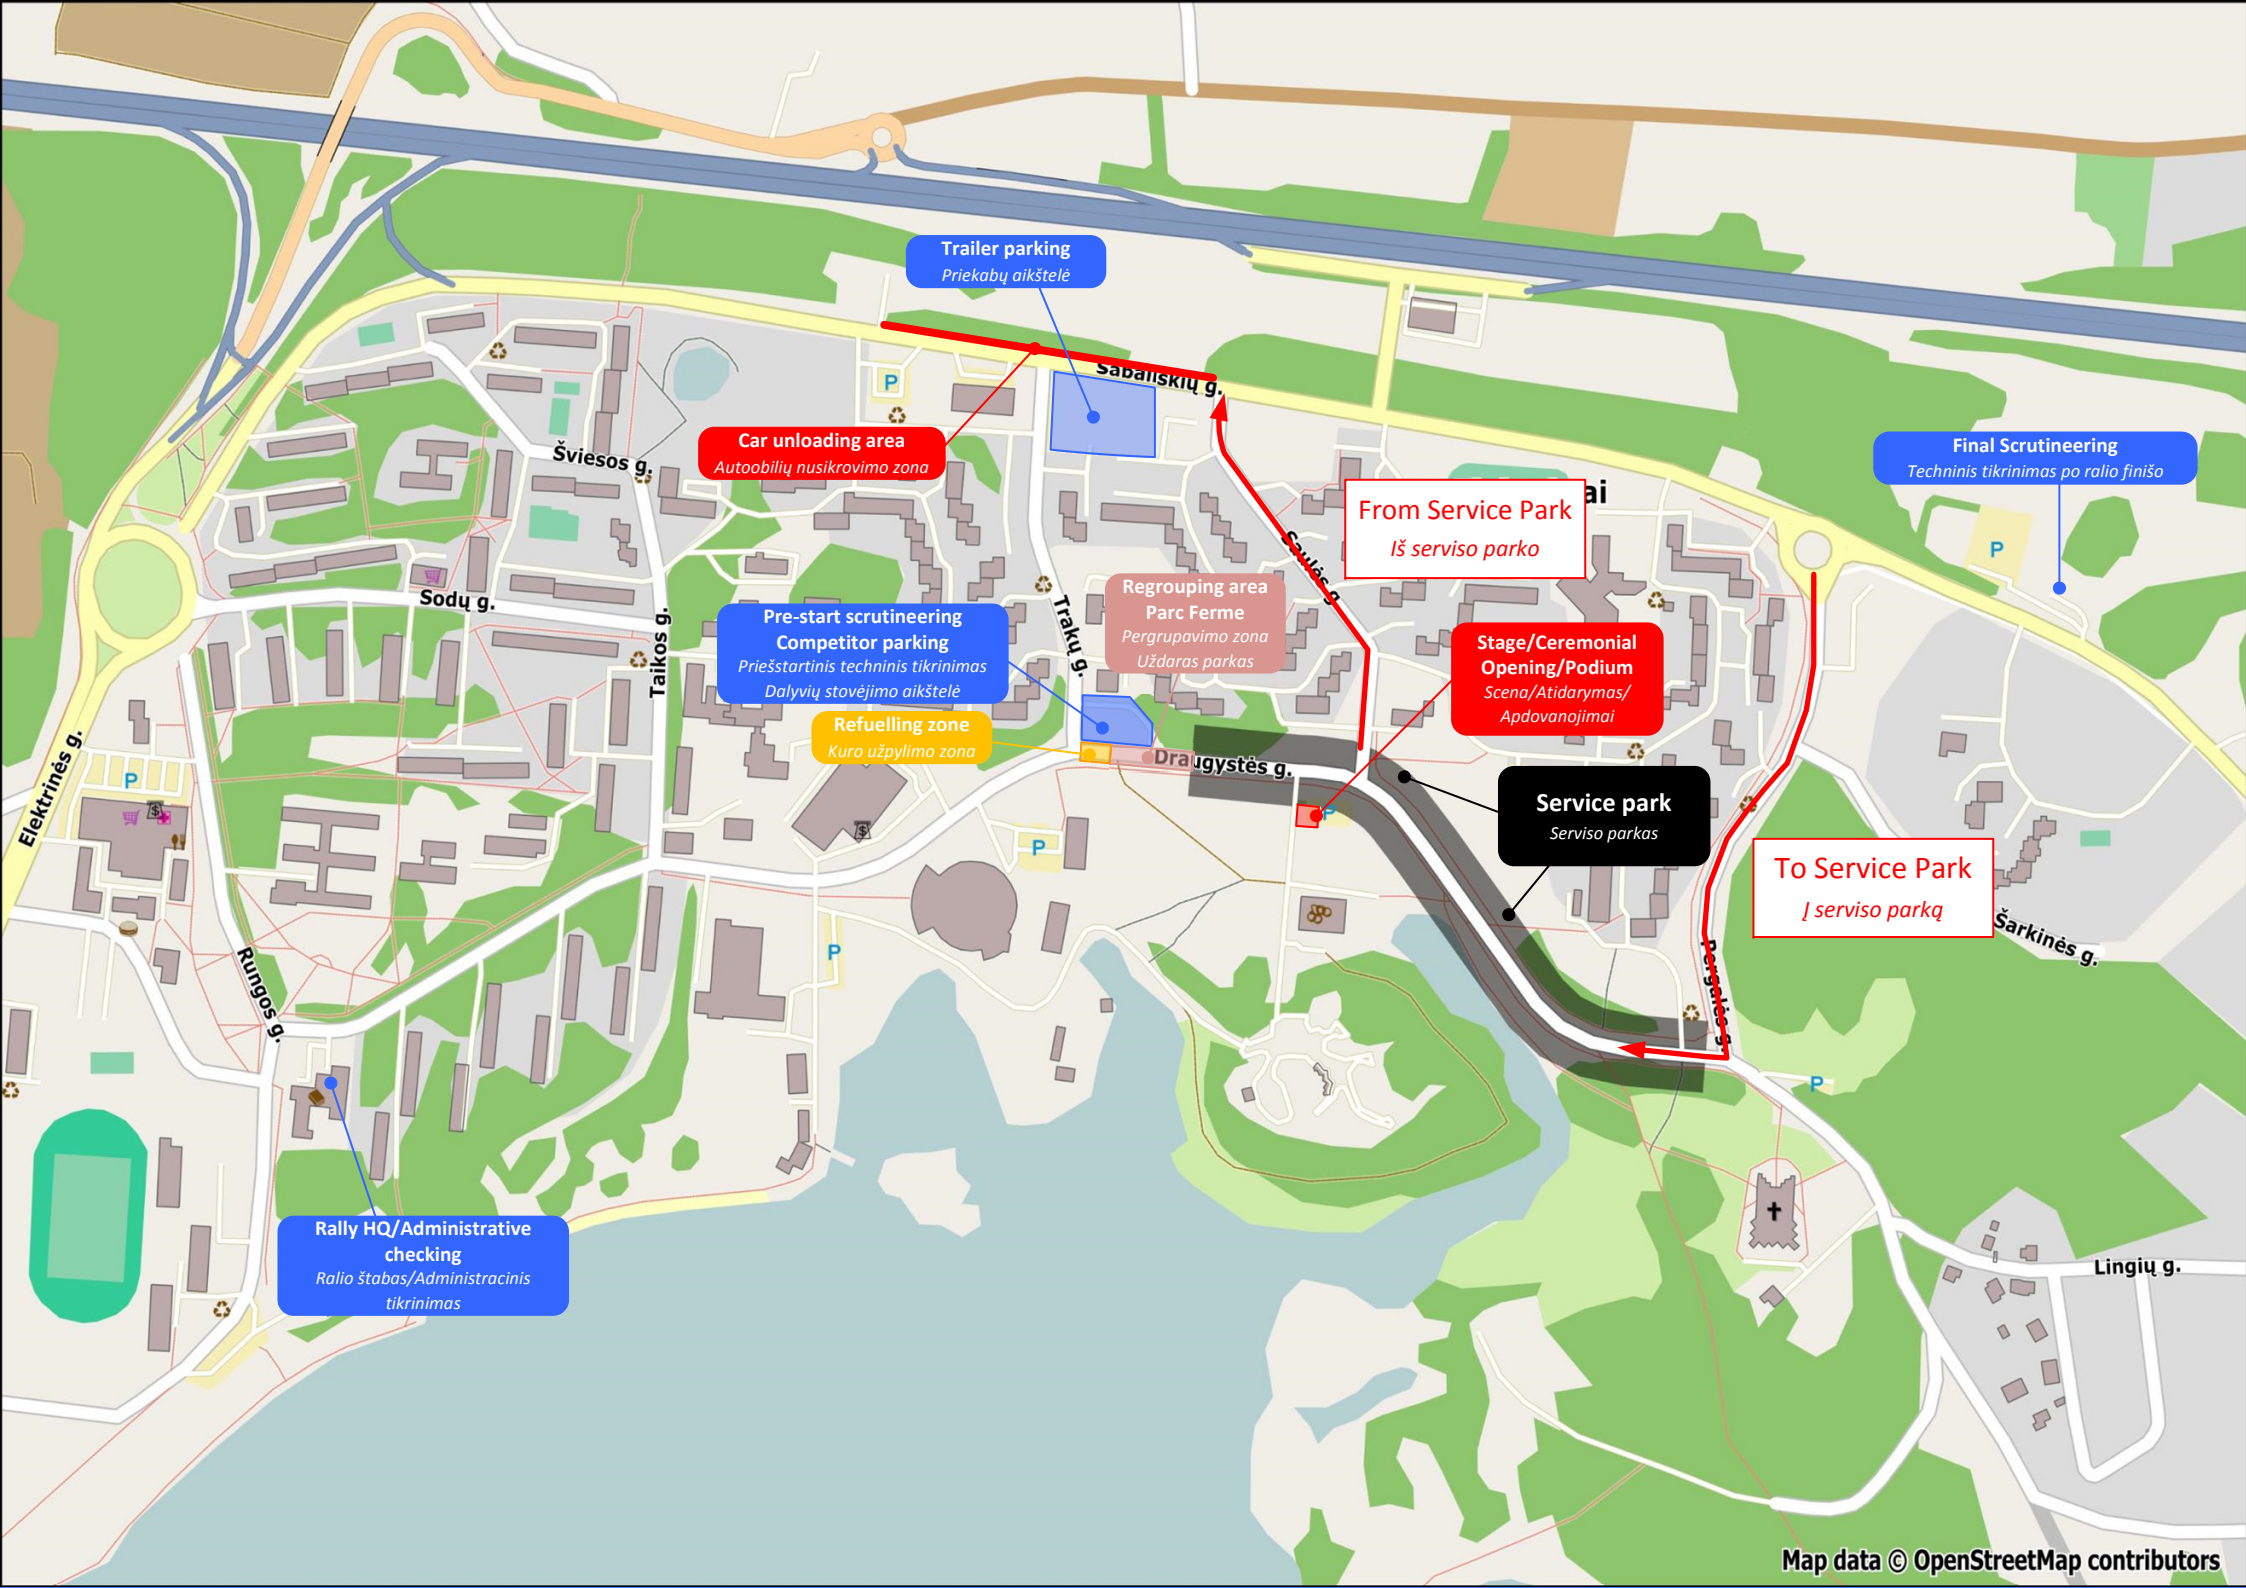 Trailer parking
Priekabų aikštelė
Sabališkių g.
Car unloading area
Autoobilių nusikrovimo zona
Final Scrutineering
Techninis tikrinimas po ralio finišo
Šviesos g.
From Service Park
Iš serviso parko
ai
P
P
Saulės g.
Sodų g.
Taikos g.
Trakų g.
Pre-start scrutineering
Competitor parking
Priešstartinis techninis tikrinimas
Dalyvių stovėjimo aikštelė
Regrouping area
Parc Ferme
Pergrupavimo zona
Uždaras parkas
Stage/Ceremonial
Opening/Podium
Scena/Atidarymas/
Apdovanojimai
Refuelling zone
Kuro užpylimo zona
Draugystės g.
Elektrinės g.
P
P
P
Service park
Serviso parkas
To Service Park
Į serviso parką
Šarkinės g.
Pergalės g.
P
Rungos g.
P
Rally HQ/Administrative
checking
Ralio štabas/Administracinis
tikrinimas
Lingių g.
Map data © OpenStreetMap contributors